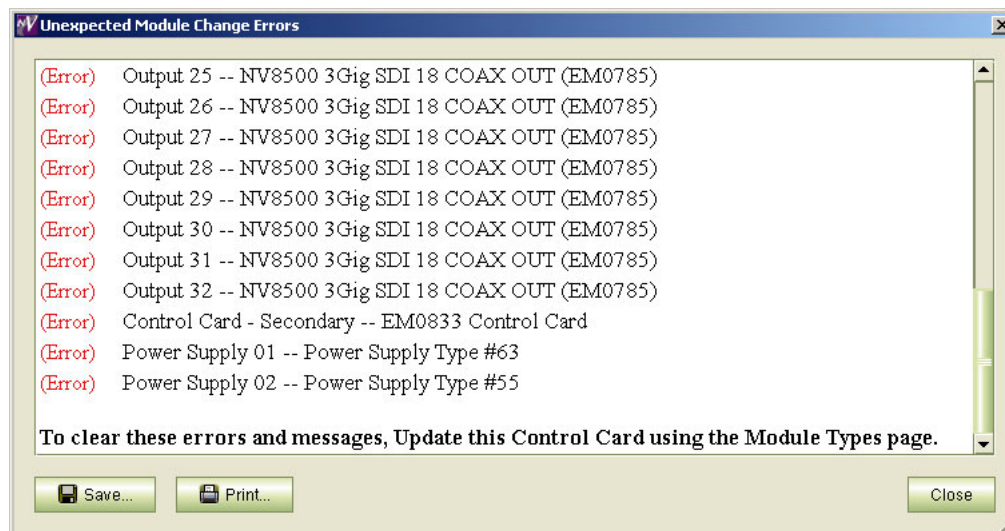 Unexpected Module Change Errors
(Error) Output 25 -- NV8500 3Gig SDI 18 COAX OUT (EM0785)
(Error) Output 26 -- NV8500 3Gig SDI 18 COAX OUT (EM0785)
(Error) Output 27 -- NV8500 3Gig SDI 18 COAX OUT (EM0785)
(Error) Output 28 -- NV8500 3Gig SDI 18 COAX OUT (EM0785)
(Error) Output 29 -- NV8500 3Gig SDI 18 COAX OUT (EM0785)
(Error) Output 30 -- NV8500 3Gig SDI 18 COAX OUT (EM0785)
(Error) Output 31 -- NV8500 3Gig SDI 18 COAX OUT (EM0785)
(Error) Output 32 -- NV8500 3Gig SDI 18 COAX OUT (EM0785)
(Error) Control Card - Secondary -- EM0833 Control Card
(Error) Power Supply 01 -- Power Supply Type #63
(Error) Power Supply 02 -- Power Supply Type #55
To clear these errors and messages, Update this Control Card using the Module Types page.
Save... Print... Close